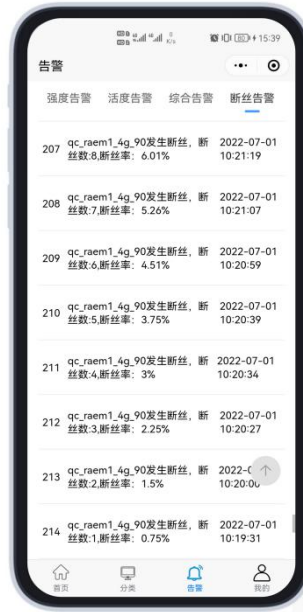 15:39
告警
强度告警 活度告警 综合告警 断丝告警
207 qc_raem1_4g_90发生断丝，断 2022-07-01
丝数:8,断丝率：6.01% 10:21:19
208 qc_raem1_4g_90发生断丝，断 2022-07-01
丝数:7,断丝率：5.26% 10:21:07
209 qc_raem1_4g_90发生断丝，断 2022-07-01
丝数:6,断丝率：4.51% 10:20:59
210 qc_raem1_4g_90发生断丝，断 2022-07-01
丝数:5,断丝率：3.75% 10:20:39
211 qc_raem1_4g_90发生断丝，断 2022-07-01
丝数:4,断丝率：3% 10:20:34
212 qc_raem1_4g_90发生断丝，断 2022-07-01
丝数:3,断丝率：2.25% 10:20:27
213 qc_raem1_4g_90发生断丝，断 2022-
丝数:2,断丝率：1.5% 10:20:
214 qc_raem1_4g_90发生断丝，断 2022-07-01
丝数:1,断丝率：0.75% 10:19:31
首页 分类 告警 我的